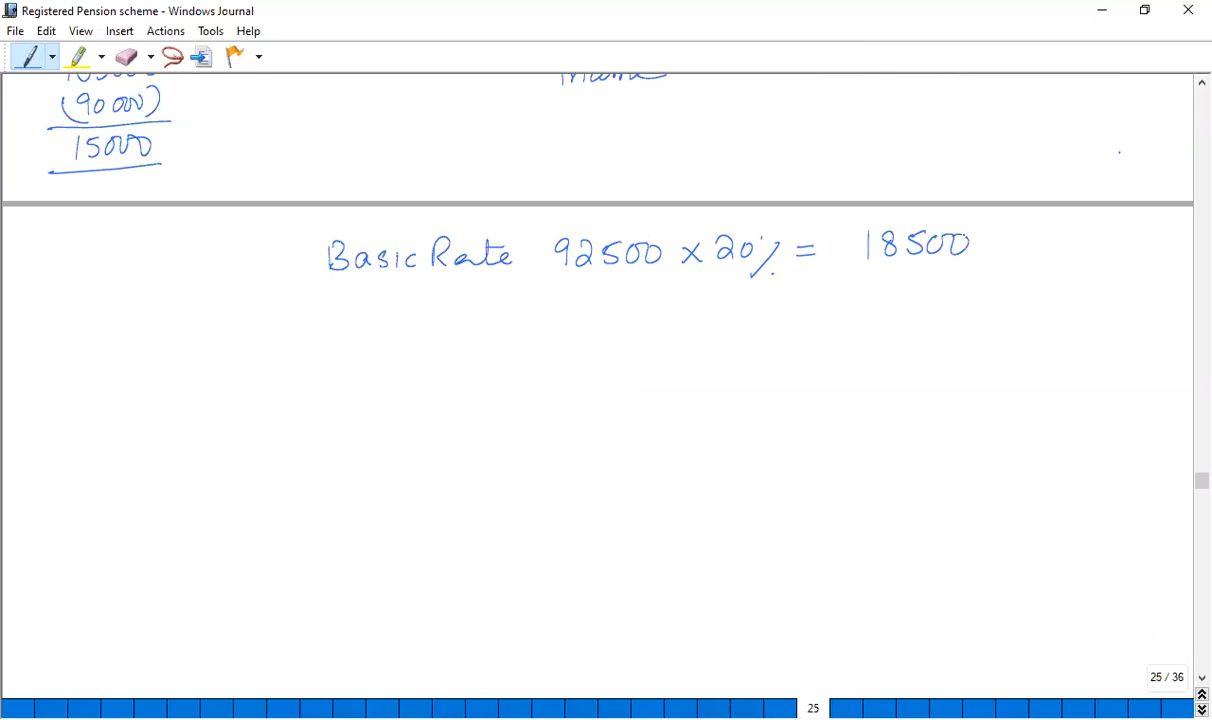 Registered Pension scheme - Windows Journal
File Edit View Insert Actions Tools Help
Income
(90000)
15000
Basic Rate 92500 x 20% = 18500
25 / 36
25